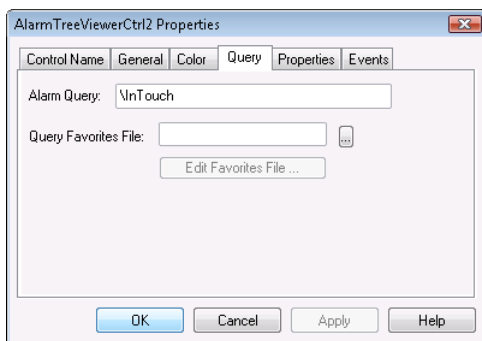 AlarmTreeViewerCtrl2 Properties
Control Name General Color Query Properties Events
Alarm Query: \InTouch
Query Favorites File: ...
Edit Favorites File ...
OK Cancel Apply Help